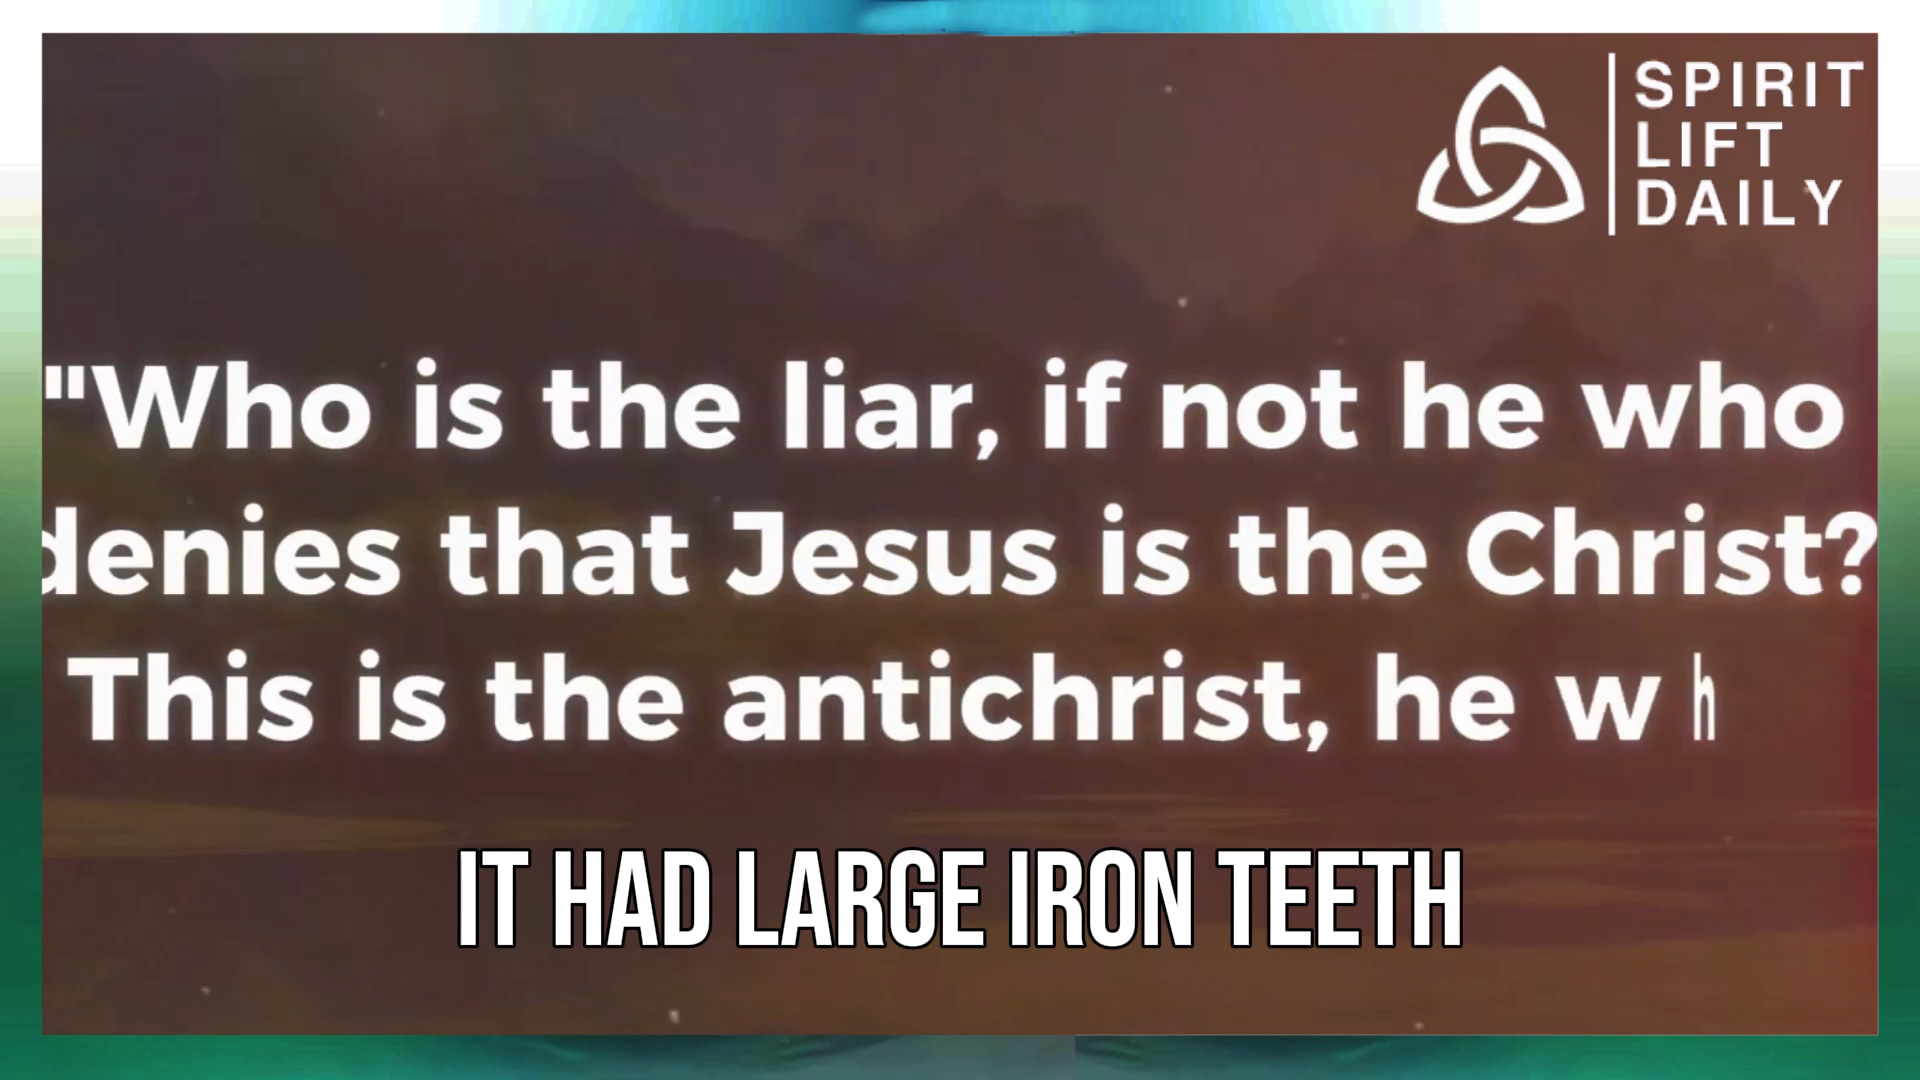 SPIRIT
LIFT
DAILY
"Who is the liar, if not he who
denies that Jesus is the Christ?
This is the antichrist, he w h
IT HAD LARGE IRON TEETH